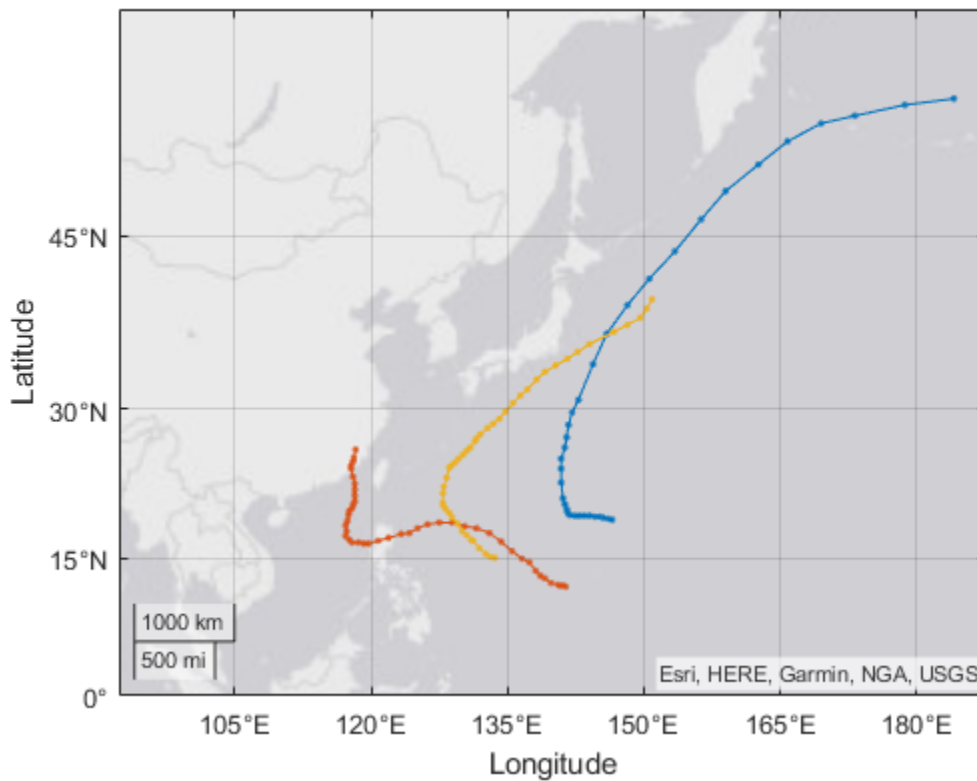 45°N
30°N
15°N
0°
Latitude
1000 km
500 mi
Esri, HERE, Garmin, NGA, USGS
105°E 120°E 135°E 150°E 165°E 180°E
Longitude